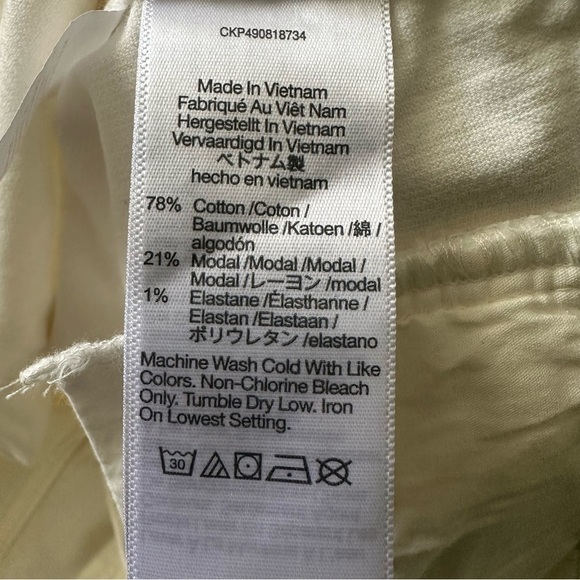 CKP490818734
Made In Vietnam
Fabriqué Au Viêt Nam
Hergestellt In Vietnam
Vervaardigd In Vietnam
ベトナム製
hecho en vietnam
78% Cotton /Coton /
Baumwolle /Katoen /綿 /
algodón
21% Modal /Modal /Modal /
Modal /レーヨン /modal
1% Elastane /Élasthanne /
Elastan /Elastaan /
ポリウレタン /elastano
Machine Wash Cold With Like
Colors. Non-Chlorine Bleach
Only. Tumble Dry Low. Iron
On Lowest Setting.
30